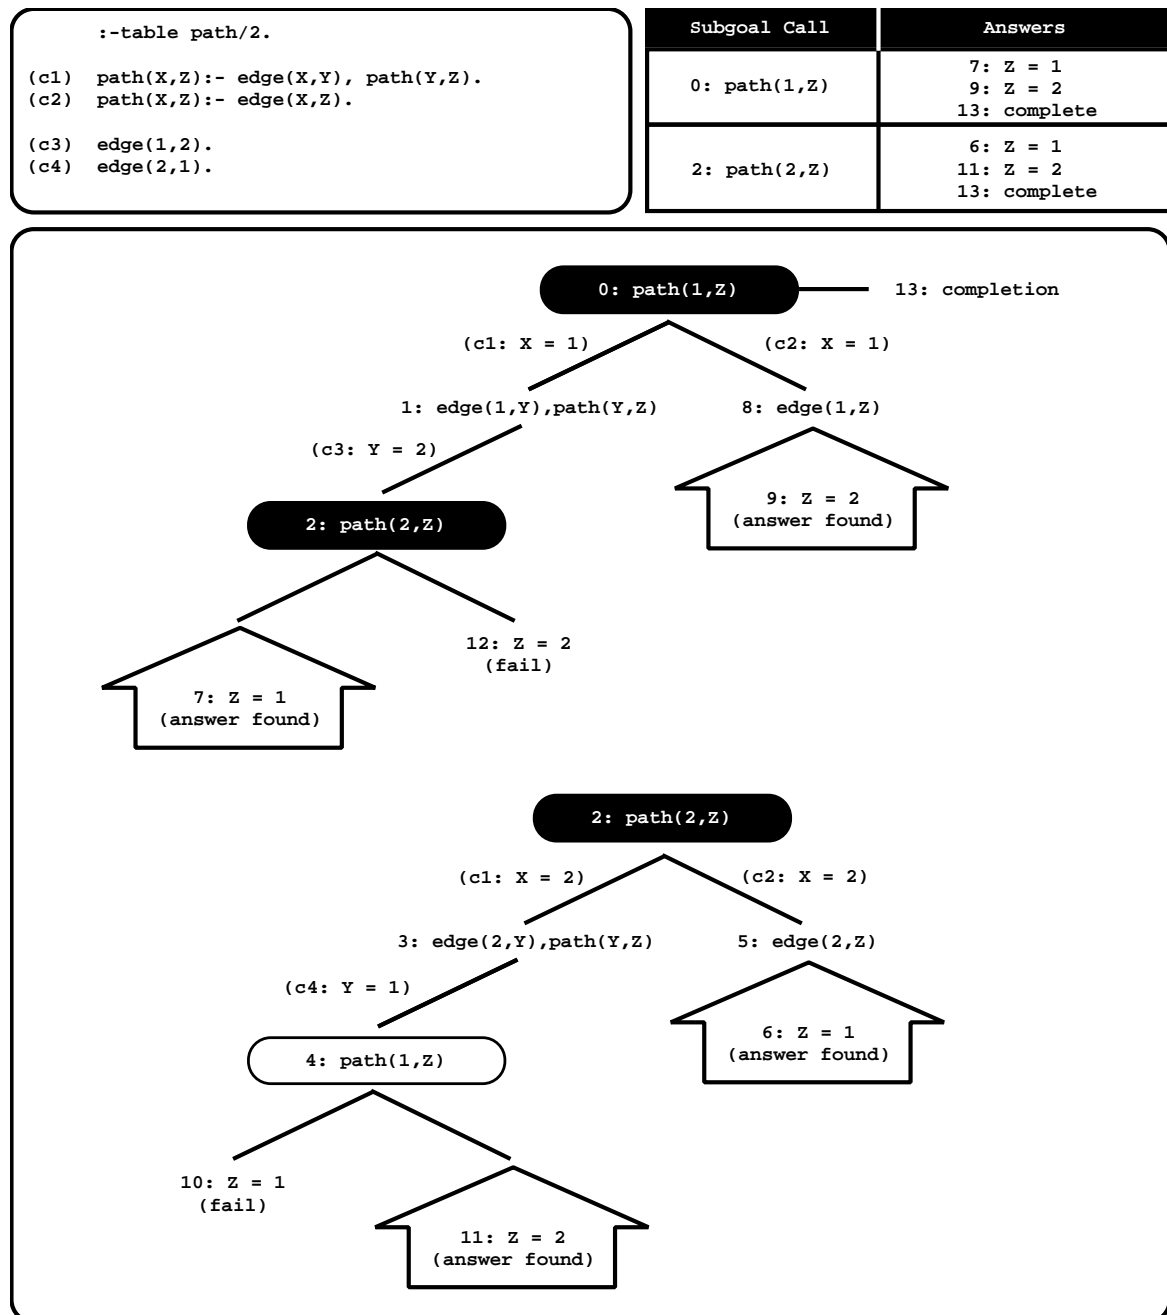 :-table path/2.
(c1) path(X,Z):- edge(X,Y), path(Y,Z).
(c2) path(X,Z):- edge(X,Z).
(c3) edge(1,2).
(c4) edge(2,1).
Subgoal Call Answers
0: path(1,Z)
7: Z = 1
9: Z = 2
13: complete
2: path(2,Z)
6: Z = 1
11: Z = 2
13: complete
0: path(1,Z) 13: completion
(c1: X = 1) (c2: X = 1)
1: edge(1,Y),path(Y,Z) 8: edge(1,Z)
(c3: Y = 2)
9: Z = 2
(answer found)
2: path(2,Z)
12: Z = 2
(fail)
7: Z = 1
(answer found)
2: path(2,Z)
(c1: X = 2) (c2: X = 2)
3: edge(2,Y),path(Y,Z) 5: edge(2,Z)
(c4: Y = 1)
6: Z = 1
(answer found)
4: path(1,Z)
10: Z = 1
(fail)
11: Z = 2
(answer found)